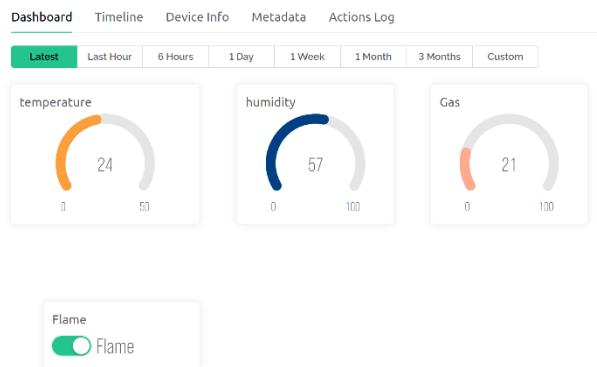 Dashboard Timeline Device Info Metadata Actions Log
Latest Last Hour 6 Hours 1 Day 1 Week 1 Month 3 Months Custom
temperature humidity Gas
24 57 21
0 50 0 100 0 100
Flame
Flame